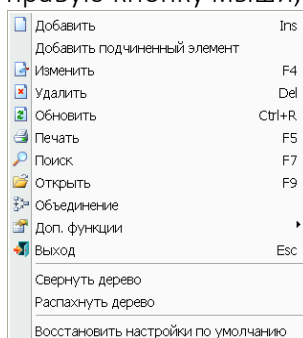 правую кнопку мыши,
Добавить Ins
Добавить подчиненный элемент
Изменить F4
Удалить Del
Обновить Ctrl+R
Печать F5
Поиск F7
Открыть F9
Объединение
Доп. функции
Выход Esc
Свернуть дерево
Распахнуть дерево
Восстановить настройки по умолчанию